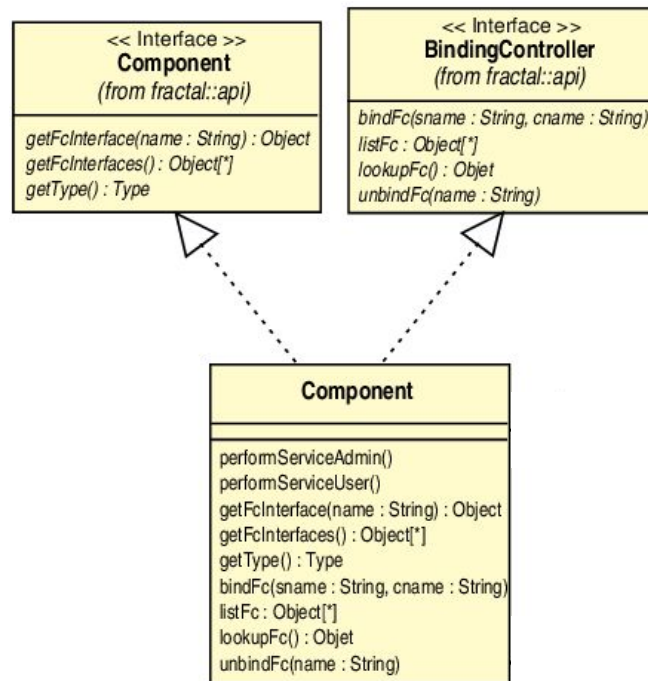 << Interface >>
Component
(from fractal::api)
getFcInterface(name : String) : Object
getFcInterfaces() : Object[*]
getType() : Type
<< Interface >>
BindingController
(from fractal::api)
bindFc(sname : String, cname : String)
listFc : Object[*]
lookupFc() : Objet
unbindFc(name : String)
Component
performServiceAdmin()
performServiceUser()
getFcInterface(name : String) : Object
getFcInterfaces() : Object[*]
getType() : Type
bindFc(sname : String, cname : String)
listFc : Object[*]
lookupFc() : Objet
unbindFc(name : String)